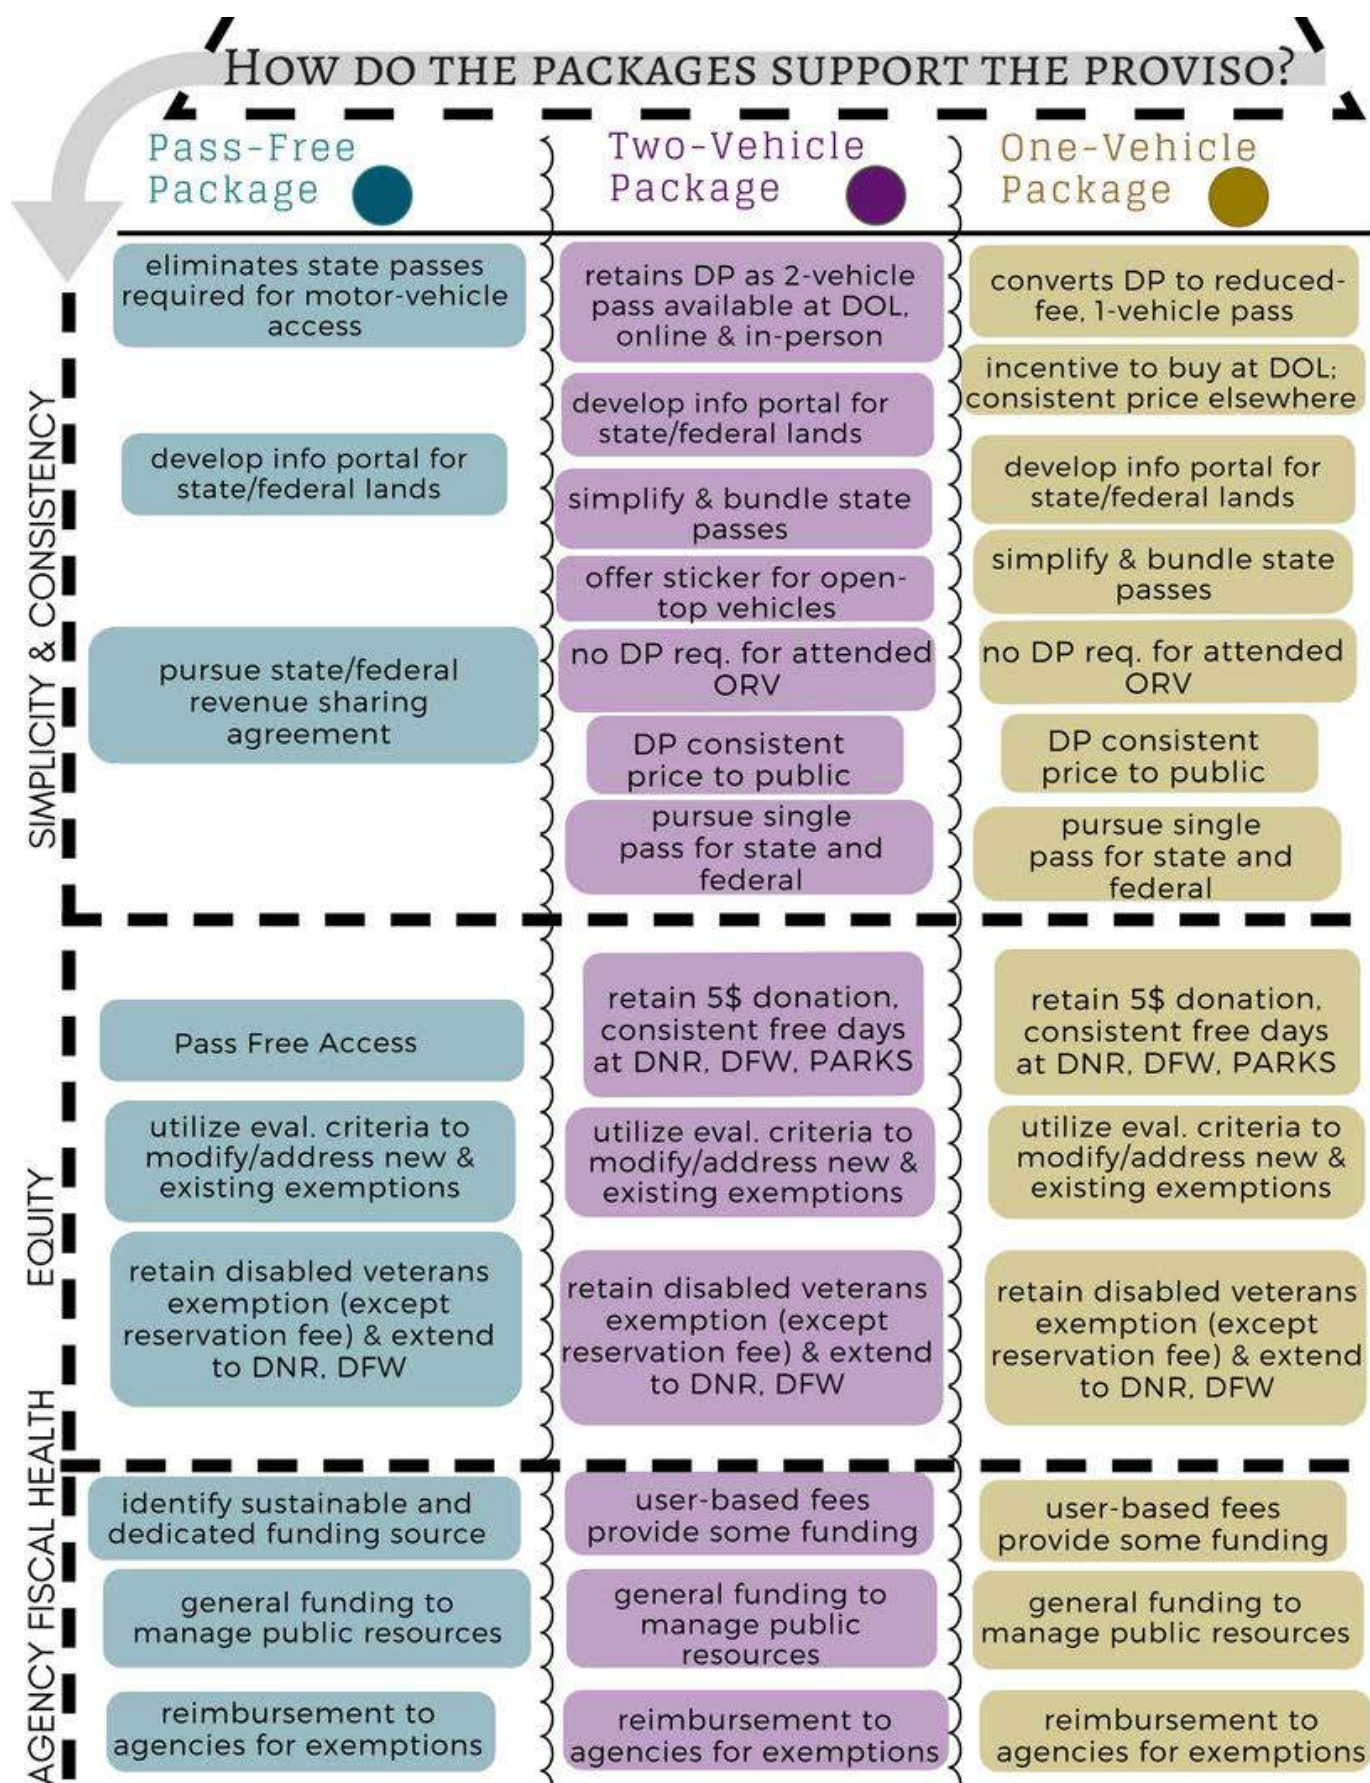 HOW DO THE PACKAGES SUPPORT THE PROVISO?
Pass-Free
Package
Two-Vehicle
Package
One-Vehicle
Package
SIMPLICITY & CONSISTENCY
eliminates state passes
required for motor-vehicle
access
develop info portal for
state/federal lands
pursue state/federal
revenue sharing
agreement
retains DP as 2-vehicle
pass available at DOL,
online & in-person
develop info portal for
state/federal lands
simplify & bundle state
passes
offer sticker for open-
top vehicles
no DP req. for attended
ORV
DP consistent
price to public
pursue single
pass for state and
federal
converts DP to reduced-
fee, 1-vehicle pass
incentive to buy at DOL;
consistent price elsewhere
develop info portal for
state/federal lands
simplify & bundle state
passes
no DP req. for attended
ORV
DP consistent
price to public
pursue single
pass for state and
federal
EQUITY
Pass Free Access
utilize eval. criteria to
modify/address new &
existing exemptions
retain disabled veterans
exemption (except
reservation fee) & extend
to DNR, DFW
retain 5$ donation,
consistent free days
at DNR, DFW, PARKS
utilize eval. criteria to
modify/address new &
existing exemptions
retain disabled veterans
exemption (except
reservation fee) & extend
to DNR, DFW
retain 5$ donation,
consistent free days
at DNR, DFW, PARKS
utilize eval. criteria to
modify/address new &
existing exemptions
retain disabled veterans
exemption (except
reservation fee) & extend
to DNR, DFW
AGENCY FISCAL HEALTH
identify sustainable and
dedicated funding source
general funding to
manage public resources
reimbursement to
agencies for exemptions
user-based fees
provide some funding
general funding to
manage public
resources
reimbursement to
agencies for exemptions
user-based fees
provide some funding
general funding to
manage public resources
reimbursement to
agencies for exemptions